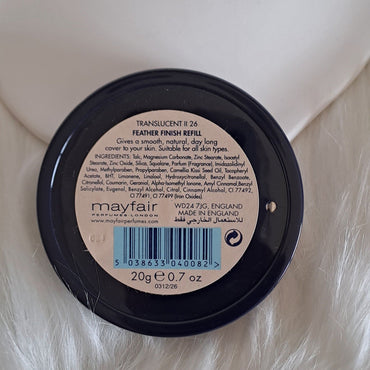 TRANSLUCENT II 26
FEATHER FINISH REFILL
Gives a smooth, natural, day long
cover to your skin. Suitable for all skin
types.
INGREDIENTS: Talc, Magnesium Carbonate, Zinc Stearate, Isocetyl
Stearate, Zinc Oxide, Silica, Squalane, Parfum (Fragrance), Imidazolidinyl
Urea, Methylparaben, Propylparaben, Camellia Kissi Seed Oil, Tocopheryl
Acetate, BHT, Limonene, Linalool, Hydroxycitronellal, Benzyl Benzoate,
Citronellol, Coumarin, Geraniol, Alpha-Isomethyl Ionone, Amyl Cinnamal, Benzyl
Salicylate, Eugenol, Benzyl Alcohol, Citral, Cinnamyl Alcohol, CI 77491,
CI 77492, CI 77499 (Iron Oxides)
mayfair
PERFUMES LONDON
www.mayfairperfumes.com
WD24 7JG, ENGLAND
MADE IN ENGLAND
للاستعمال الخارجي فقط
5 038633 040082 >
20g e 0.7 oz
0312/26